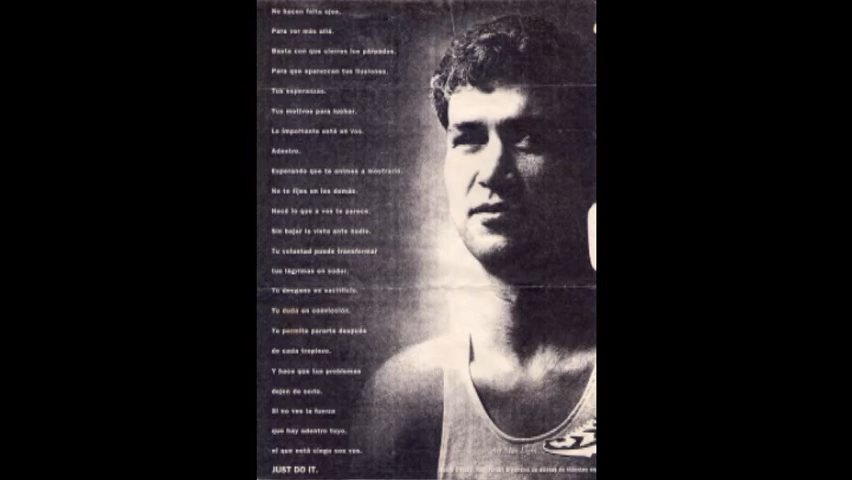 No hacen falta ojos.
Para ver más allá.
Basta con que cierres los párpados.
Para que aparezcan tus ilusiones.
Tus esperanzas.
Tus motivos para luchar.
Lo importante está en vos.
Adentro.
Esperando que te animes a mostrarlo.
No te fijes en los demás.
Hacé lo que a vos te parece.
Sin bajar la vista ante nadie.
Tu voluntad puede transformar
tus lágrimas en sudor.
Tu desgano en sacrificio.
Tu duda en convicción.
Te permite pararte después
de cada tropiezo.
Y hace que tus problemas
dejen de serlo.
Si no ves la fuerza
que hay adentro tuyo,
el que está ciego sos vos.
JUST DO IT.